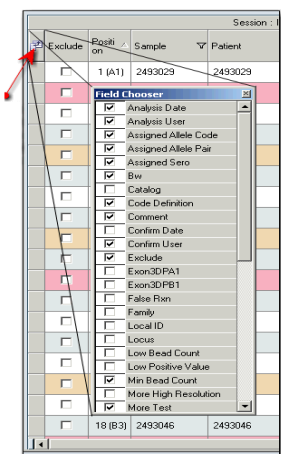 Session : I
Exclude Positi on Sample Patient
1 (A1) 2493029 2493029
Field Chooser
Analysis Date
Analysis User
Assigned Allele Code
Assigned Allele Pair
Assigned Sero
Bw
Catalog
Code Definition
Comment
Confirm Date
Confirm User
Exclude
Exon3DPA1
Exon3DPB1
False Rxn
Family
Local ID
Locus
Low Bead Count
Low Positive Value
Min Bead Count
More High Resolution
More Test
18 (B3) 2493046 2493046